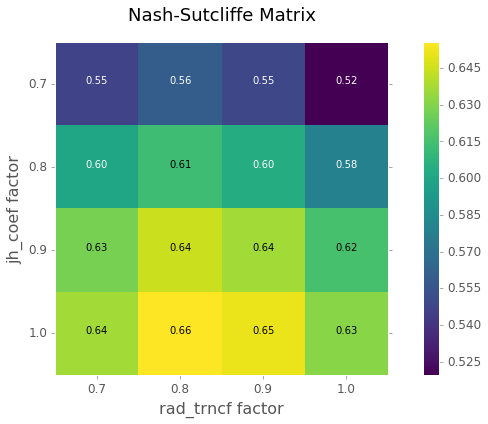 Nash-Sutcliffe Matrix
jh_coef factor
0.7 0.55 0.56 0.55 0.52
0.8 0.60 0.61 0.60 0.58
0.9 0.63 0.64 0.64 0.62
1.0 0.64 0.66 0.65 0.63
0.7 0.8 0.9 1.0
rad_trncf factor
0.645
0.630
0.615
0.600
0.585
0.570
0.555
0.540
0.525